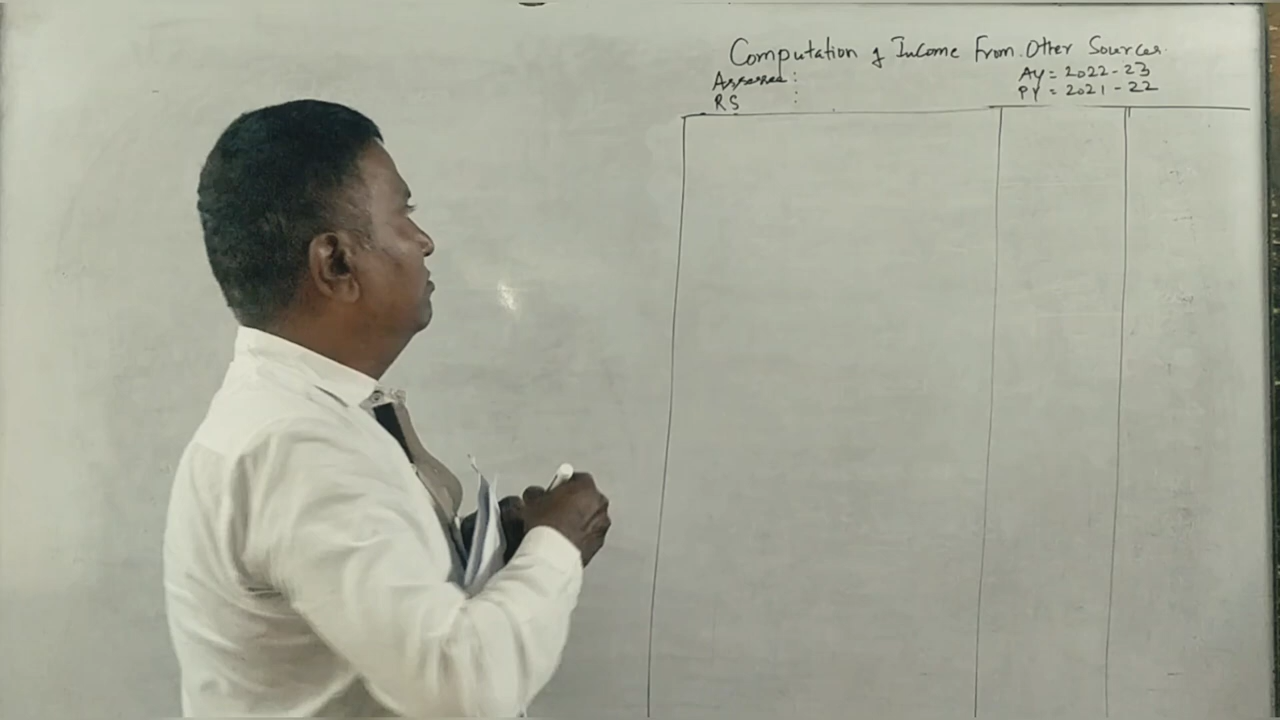 Computation of Income From Other Sources.
Assessee :
AY = 2022-23
RS :
PY = 2021-22